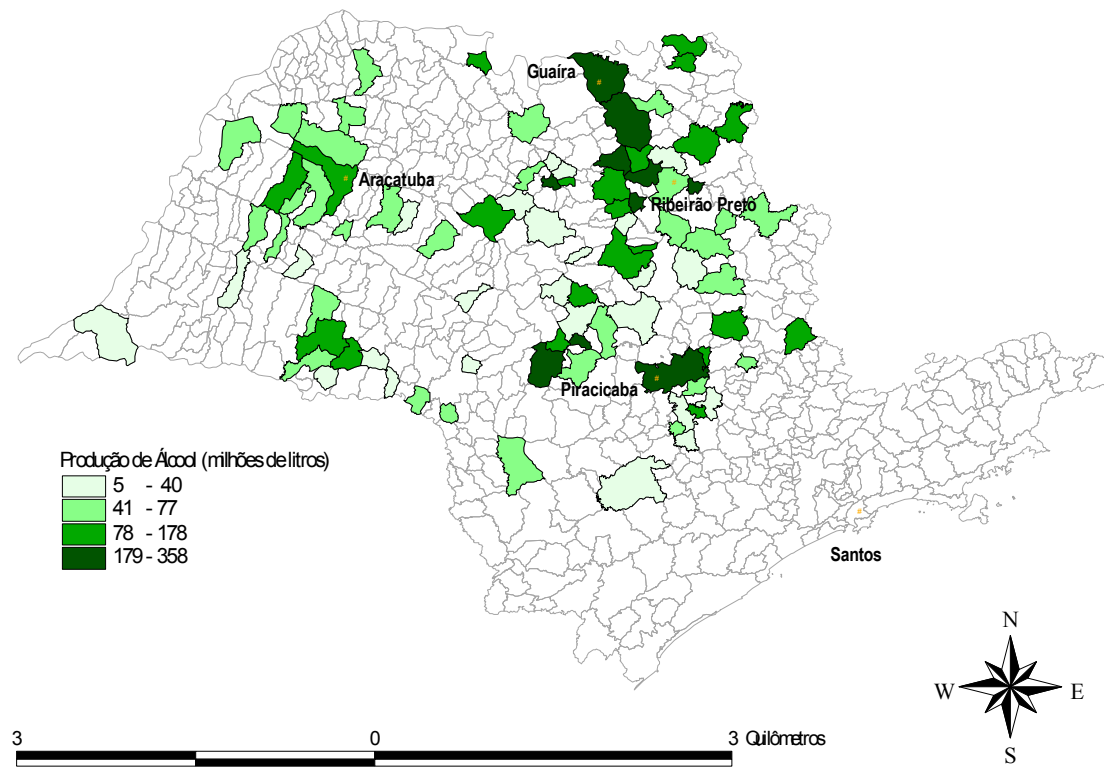 Guaíra
Araçatuba
Ribeirão Preto
Piracicaba
Produção de Álcool (milhões de litros)
5 - 40
41 - 77
78 - 178
179 - 358
Santos
N
W E
S
3 0 3 Quilômetros